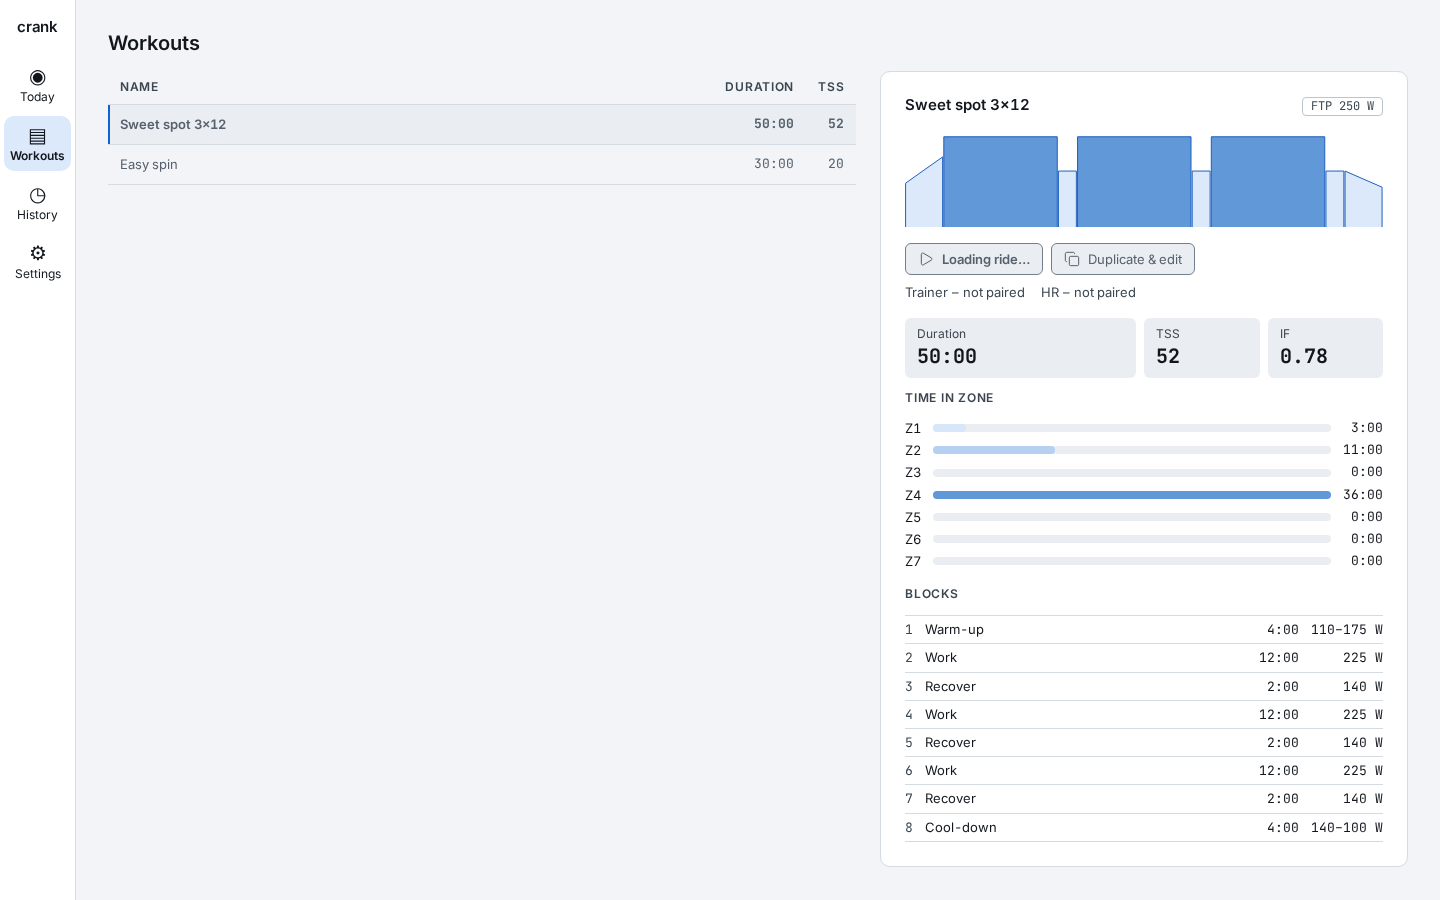 crank
Today
Workouts
History
Settings
Workouts
NAME DURATION TSS
Sweet spot 3×12 50:00 52
Easy spin 30:00 20
Sweet spot 3×12 FTP 250 W
Loading ride… Duplicate & edit
Trainer – not paired HR – not paired
Duration TSS IF
50:00 52 0.78
TIME IN ZONE
Z1 3:00
Z2 11:00
Z3 0:00
Z4 36:00
Z5 0:00
Z6 0:00
Z7 0:00
BLOCKS
1 Warm-up 4:00 110–175 W
2 Work 12:00 225 W
3 Recover 2:00 140 W
4 Work 12:00 225 W
5 Recover 2:00 140 W
6 Work 12:00 225 W
7 Recover 2:00 140 W
8 Cool-down 4:00 140–100 W